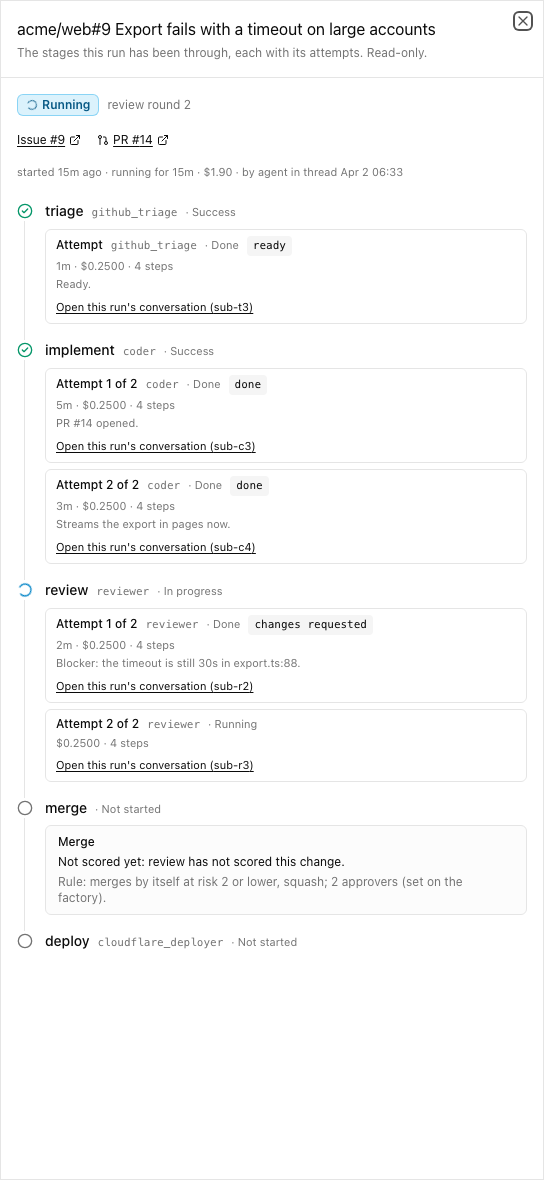 acme/web#9 Export fails with a timeout on large accounts
The stages this run has been through, each with its attempts. Read-only.
Running review round 2
Issue #9 PR #14
started 15m ago · running for 15m · $1.90 · by agent in thread Apr 2 06:33
triage github_triage · Success
Attempt github_triage · Done ready
1m · $0.2500 · 4 steps
Ready.
Open this run's conversation (sub-t3)
implement coder · Success
Attempt 1 of 2 coder · Done done
5m · $0.2500 · 4 steps
PR #14 opened.
Open this run's conversation (sub-c3)
Attempt 2 of 2 coder · Done done
3m · $0.2500 · 4 steps
Streams the export in pages now.
Open this run's conversation (sub-c4)
review reviewer · In progress
Attempt 1 of 2 reviewer · Done changes requested
2m · $0.2500 · 4 steps
Blocker: the timeout is still 30s in export.ts:88.
Open this run's conversation (sub-r2)
Attempt 2 of 2 reviewer · Running
$0.2500 · 4 steps
Open this run's conversation (sub-r3)
merge · Not started
Merge
Not scored yet: review has not scored this change.
Rule: merges by itself at risk 2 or lower, squash; 2 approvers (set on the
factory).
deploy cloudflare_deployer · Not started